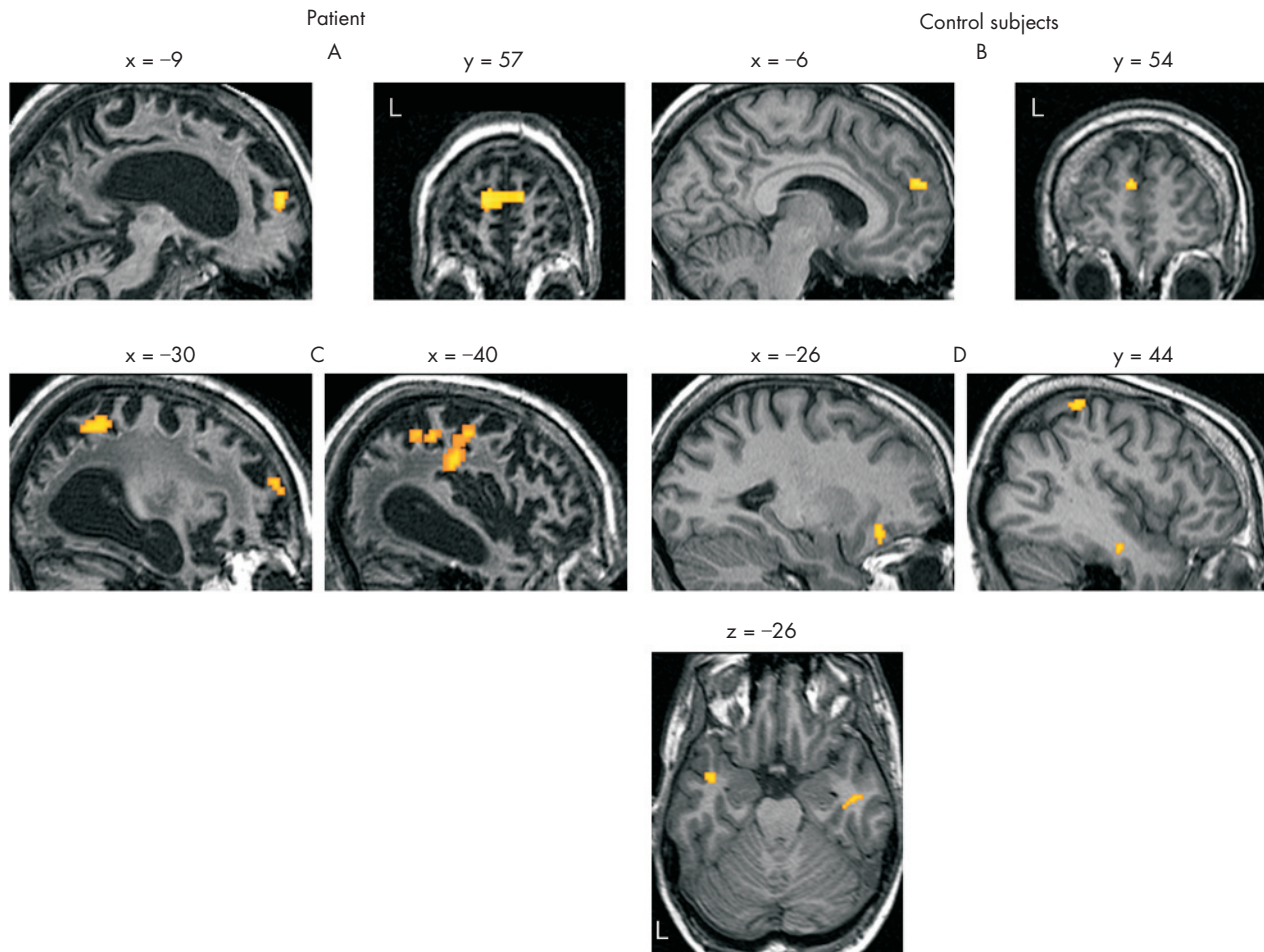 Patient
Control subjects
A
B
x = –9
y = 57
x = –6
y = 54
L
L
x = –30
C
x = –40
x = –26
D
y = 44
z = –26
L